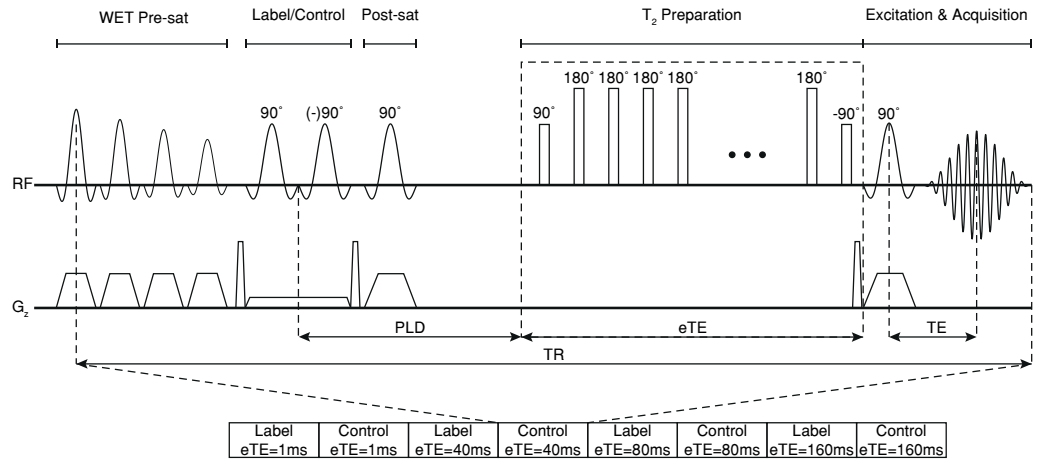 WET Pre-sat Label/Control Post-sat T₂ Preparation Excitation & Acquisition
180° 180° 180° 180° 180°
90° (-)90° 90° 90° -90° 90°
RF
G_z
PLD eTE TE
TR
Label Control Label Control Label Control Label Control
eTE=1ms eTE=1ms eTE=40ms eTE=40ms eTE=80ms eTE=80ms eTE=160ms eTE=160ms